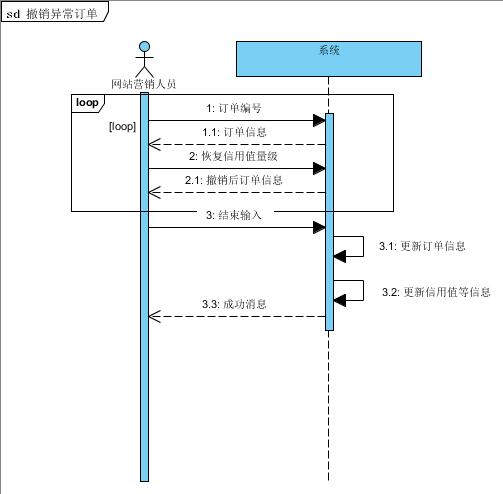 sd 撤销异常订单
系统
网站营销人员
loop
[loop]
1: 订单编号
1.1: 订单信息
2: 恢复信用值量级
2.1: 撤销后订单信息
3: 结束输入
3.1: 更新订单信息
3.2: 更新信用值等信息
3.3: 成功消息